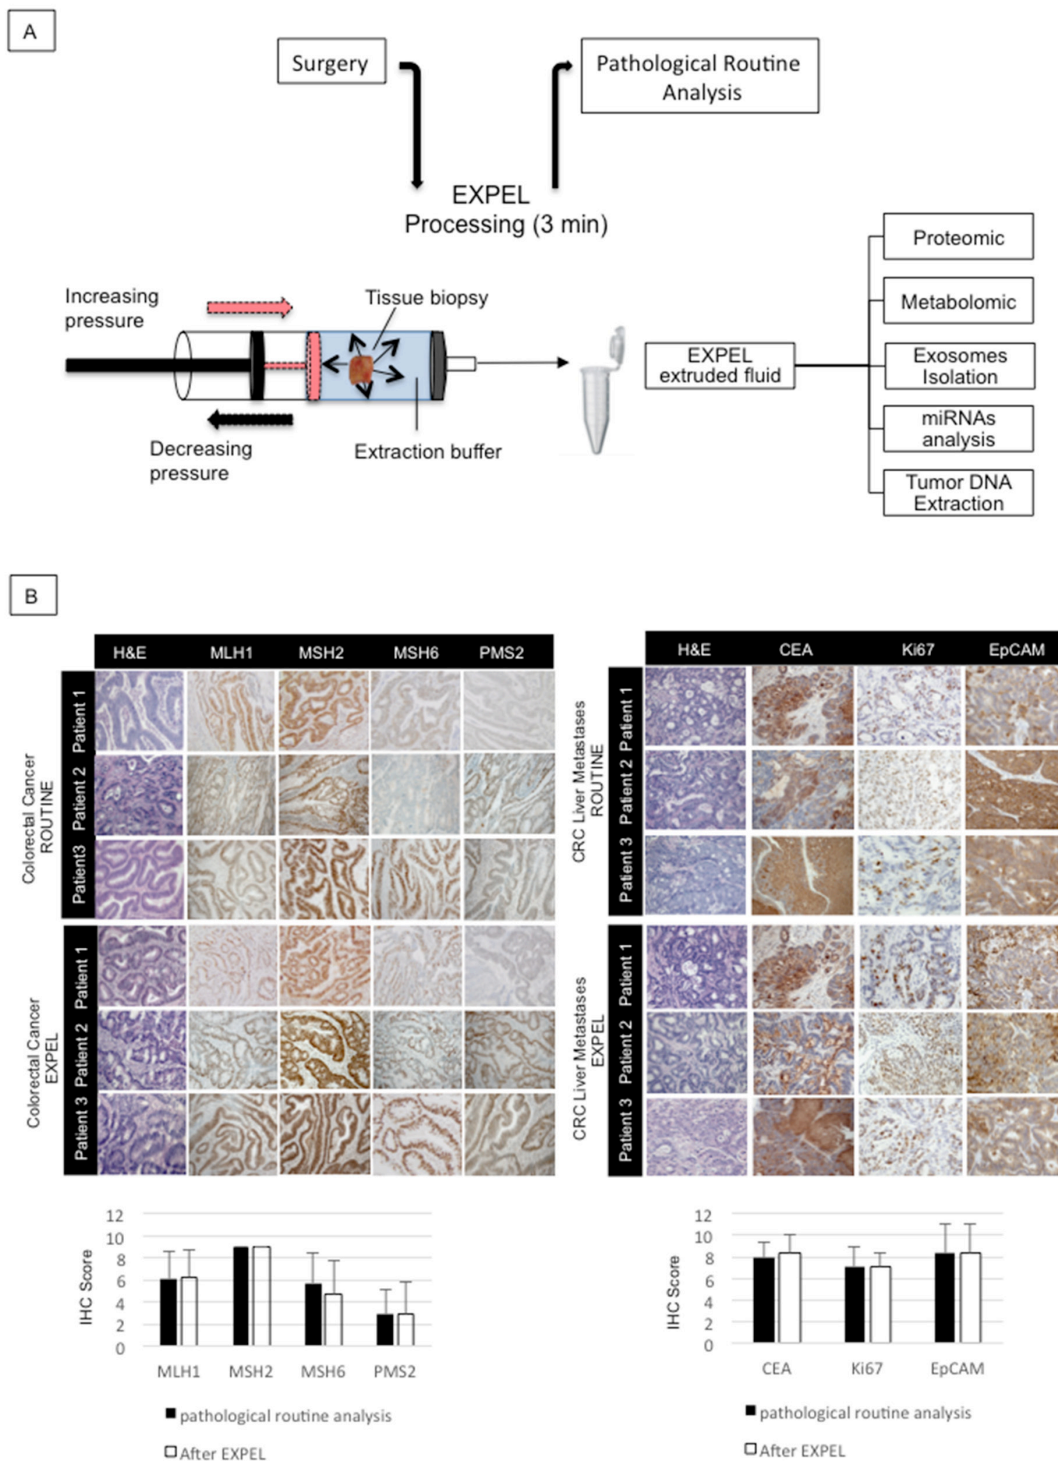 A
Surgery
Pathological Routine
Analysis
EXPEL
Processing (3 min)
Increasing
pressure
Tissue biopsy
Decreasing
pressure
Extraction buffer
EXPEL
extruded fluid
Proteomic
Metabolomic
Exosomes
Isolation
miRNAs
analysis
Tumor DNA
Extraction
B
H&E MLH1 MSH2 MSH6 PMS2
Colorectal Cancer
ROUTINE
Patient 1
Patient 2
Patient3
Colorectal Cancer
EXPEL
Patient 1
Patient 2
Patient 3
H&E CEA Ki67 EpCAM
CRC Liver Metastases
ROUTINE
Patient 1
Patient 2
Patient 3
CRC Liver Metastases
EXPEL
Patient 1
Patient 2
Patient 3
IHC Score
12
10
8
6
4
2
0
MLH1 MSH2 MSH6 PMS2
pathological routine analysis
After EXPEL
IHC Score
12
10
8
6
4
2
0
CEA Ki67 EpCAM
pathological routine analysis
After EXPEL